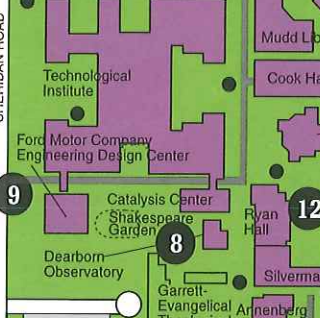 SHERIDAN ROAD
Mudd Lib
Cook Ha
Technological
Institute
Ford Motor Company
Engineering Design Center
9
Catalysis Center
Shakespeare
Garden
8
Ryan
Hall
12
Dearborn
Observatory
Silverma
Garrett-
Evangelical
Annenberg